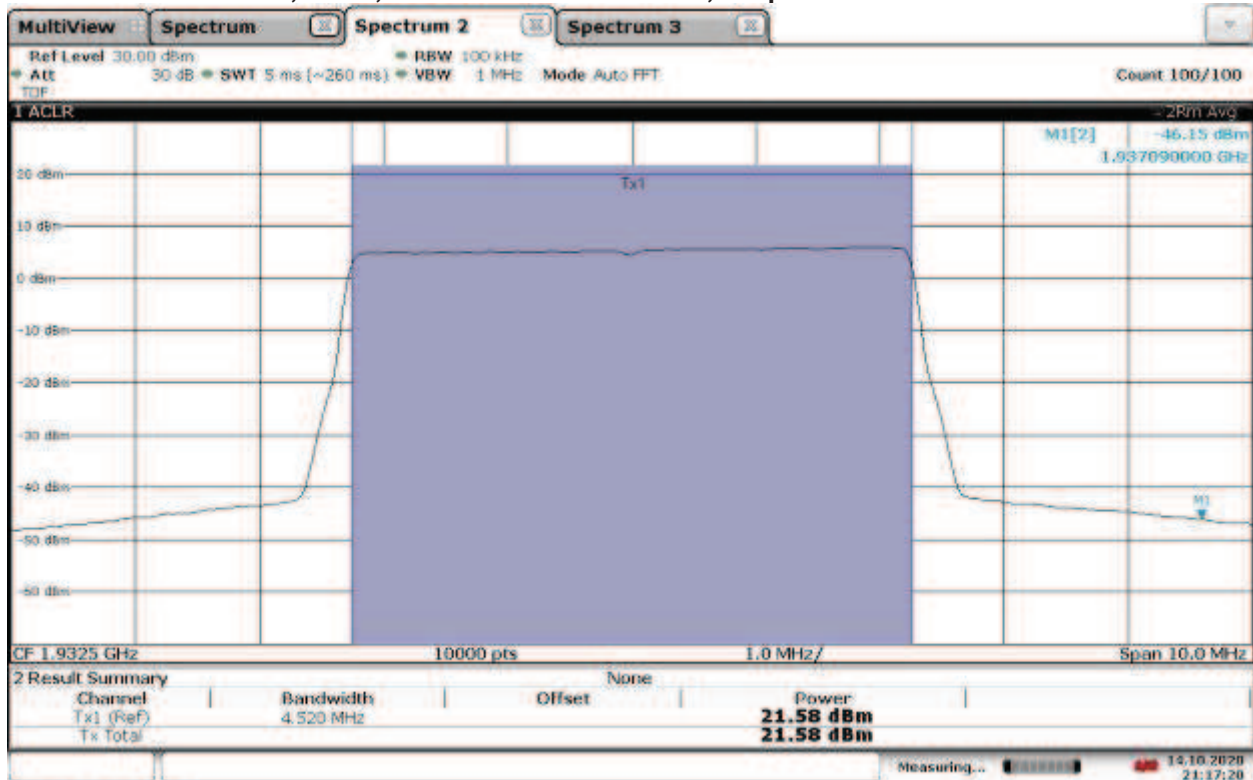 MultiView Spectrum Spectrum 2 Spectrum 3
Ref Level 30.00 dBm RBW 100 kHz
Att 30 dB SWT 5 ms (~260 ms) VBW 1 MHz Mode Auto FFT Count 100/100
TDF
1 ACLR 2Rm Avg
M1[2] -46.15 dBm
1.937090000 GHz
20 dBm
Tx1
10 dBm
0 dBm
-10 dBm
-20 dBm
-30 dBm
-40 dBm
M1
-50 dBm
-60 dBm
CF 1.9325 GHz 10000 pts 1.0 MHz/ Span 10.0 MHz
2 Result Summary None
Channel Bandwidth Offset Power
Tx1 (Ref) 4.520 MHz 21.58 dBm
Tx Total 21.58 dBm
Measuring... 14.10.2020
21:17:20